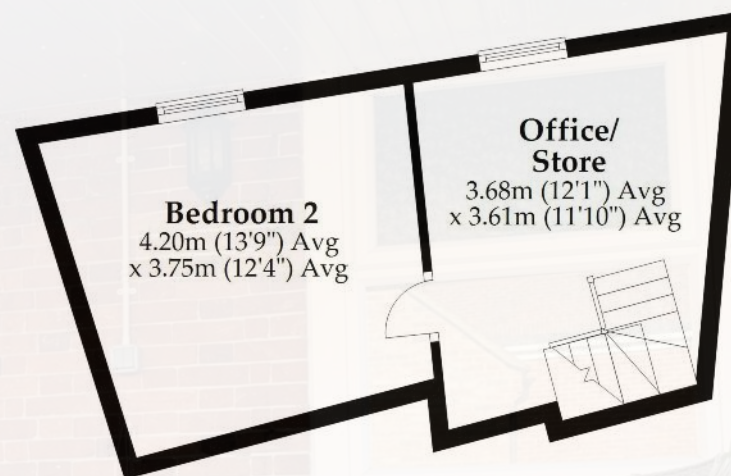 Bedroom 2
4.20m (13'9") Avg
x 3.75m (12'4") Avg
Office/
Store
3.68m (12'1") Avg
x 3.61m (11'10") Avg